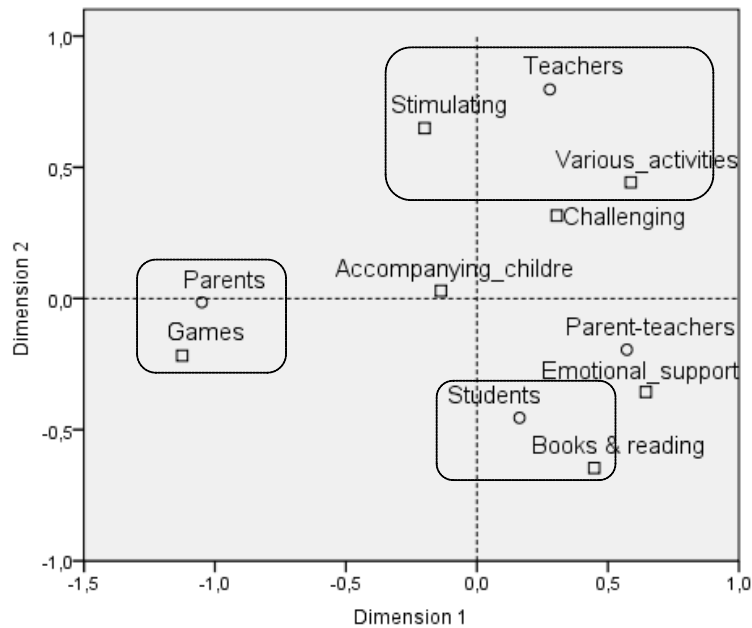 1,0
Teachers
Stimulating
0,5
Various_activities
Challenging
Accompanying_childre
0,0
Parents
Parent-teachers
Games
Emotional_support
Students
-0,5
Books & reading
-1,0
-1,5
-1,0
-0,5
0,0
0,5
1,0
Dimension 2
Dimension 1